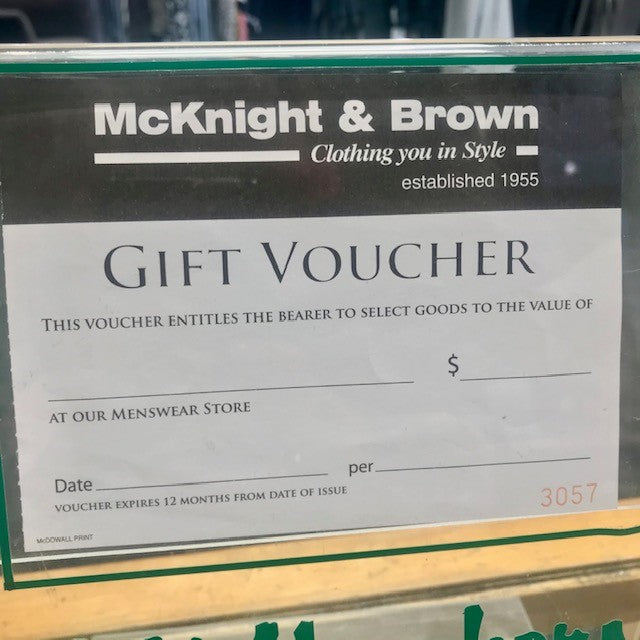 McKnight & Brown
Clothing you in Style
established 1955
GIFT VOUCHER
THIS VOUCHER ENTITLES THE BEARER TO SELECT GOODS TO THE VALUE OF
$
AT OUR MENSWEAR STORE
Date per
VOUCHER EXPIRES 12 MONTHS FROM DATE OF ISSUE
3057
McDOWALL PRINT